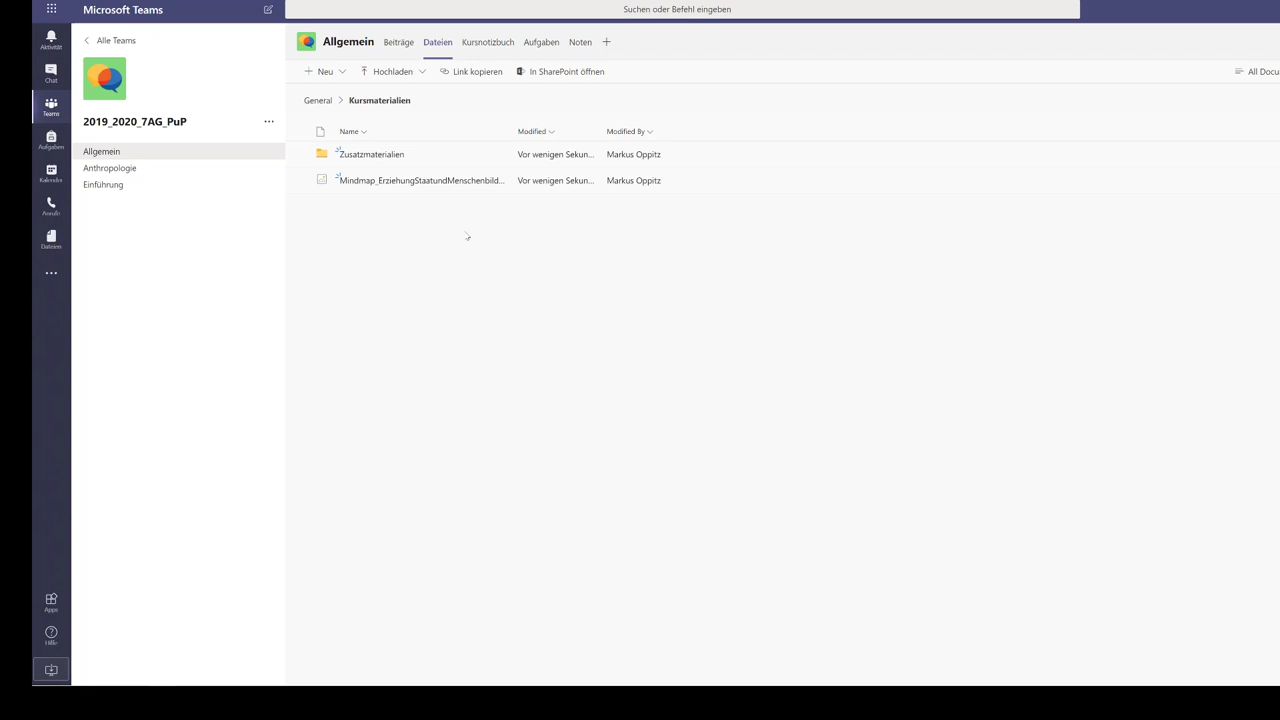 Microsoft Teams
Suchen oder Befehl eingeben
Aktivität
Chat
Teams
Aufgaben
Kalender
Anrufe
Dateien
Apps
Hilfe
Alle Teams
2019_2020_7AG_PuP
Allgemein
Anthropologie
Einführung
Allgemein Beiträge Dateien Kursnotizbuch Aufgaben Noten
Neu Hochladen Link kopieren In SharePoint öffnen All Docu
General > Kursmaterialien
Name Modified Modified By
Zusatzmaterialien Vor wenigen Sekun... Markus Oppitz
Mindmap_ErziehungStaatundMenschenbild... Vor wenigen Sekun... Markus Oppitz